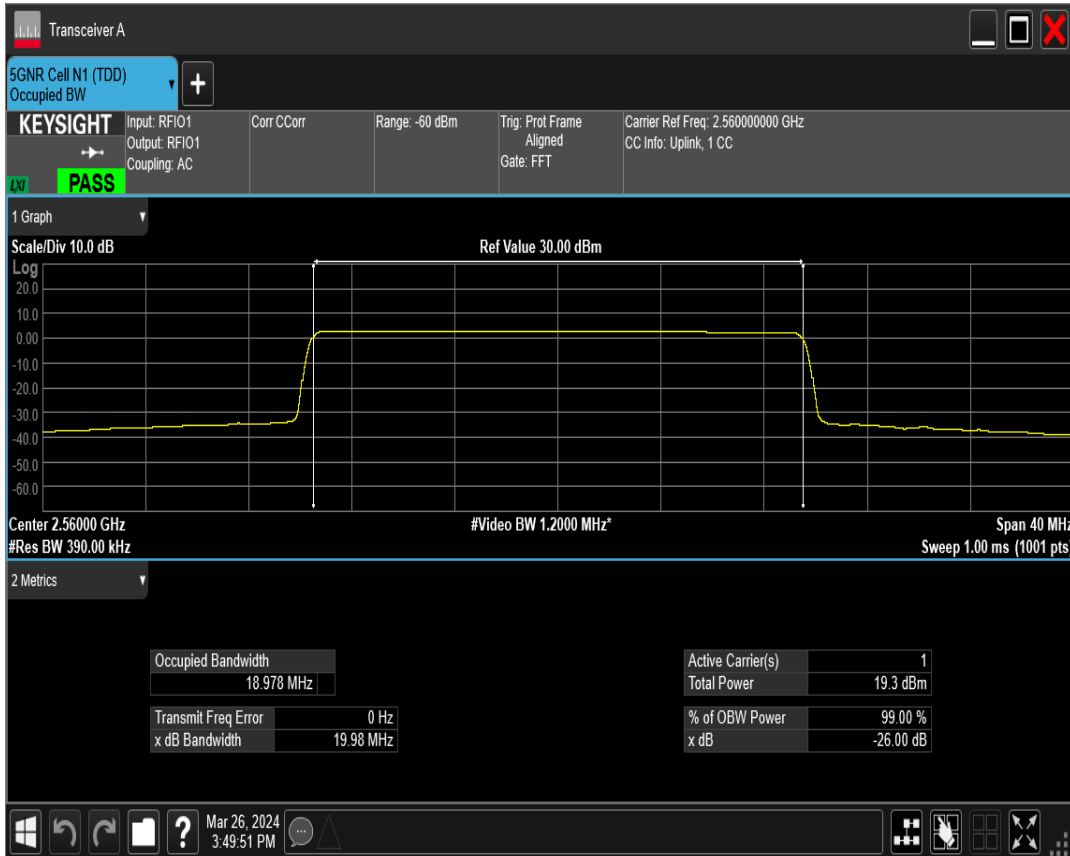 Transceiver A
5GNR Cell N1 (TDD)
Occupied BW
+
KEYSIGHT
LXI
PASS
Input: RFIO1
Output: RFIO1
Coupling: AC
Corr CCorr
Range: -60 dBm
Trig: Prot Frame
Aligned
Gate: FFT
Carrier Ref Freq: 2.560000000 GHz
CC Info: Uplink, 1 CC
1 Graph
Scale/Div 10.0 dB
Ref Value 30.00 dBm
Log
20.0
10.0
0.00
-10.0
-20.0
-30.0
-40.0
-50.0
-60.0
Center 2.56000 GHz
#Video BW 1.2000 MHz*
Span 40 MHz
#Res BW 390.00 kHz
Sweep 1.00 ms (1001 pts)
2 Metrics
Occupied Bandwidth
18.978 MHz
Transmit Freq Error 0 Hz
x dB Bandwidth 19.98 MHz
Active Carrier(s) 1
Total Power 19.3 dBm
% of OBW Power 99.00 %
x dB -26.00 dB
?
Mar 26, 2024
3:49:51 PM